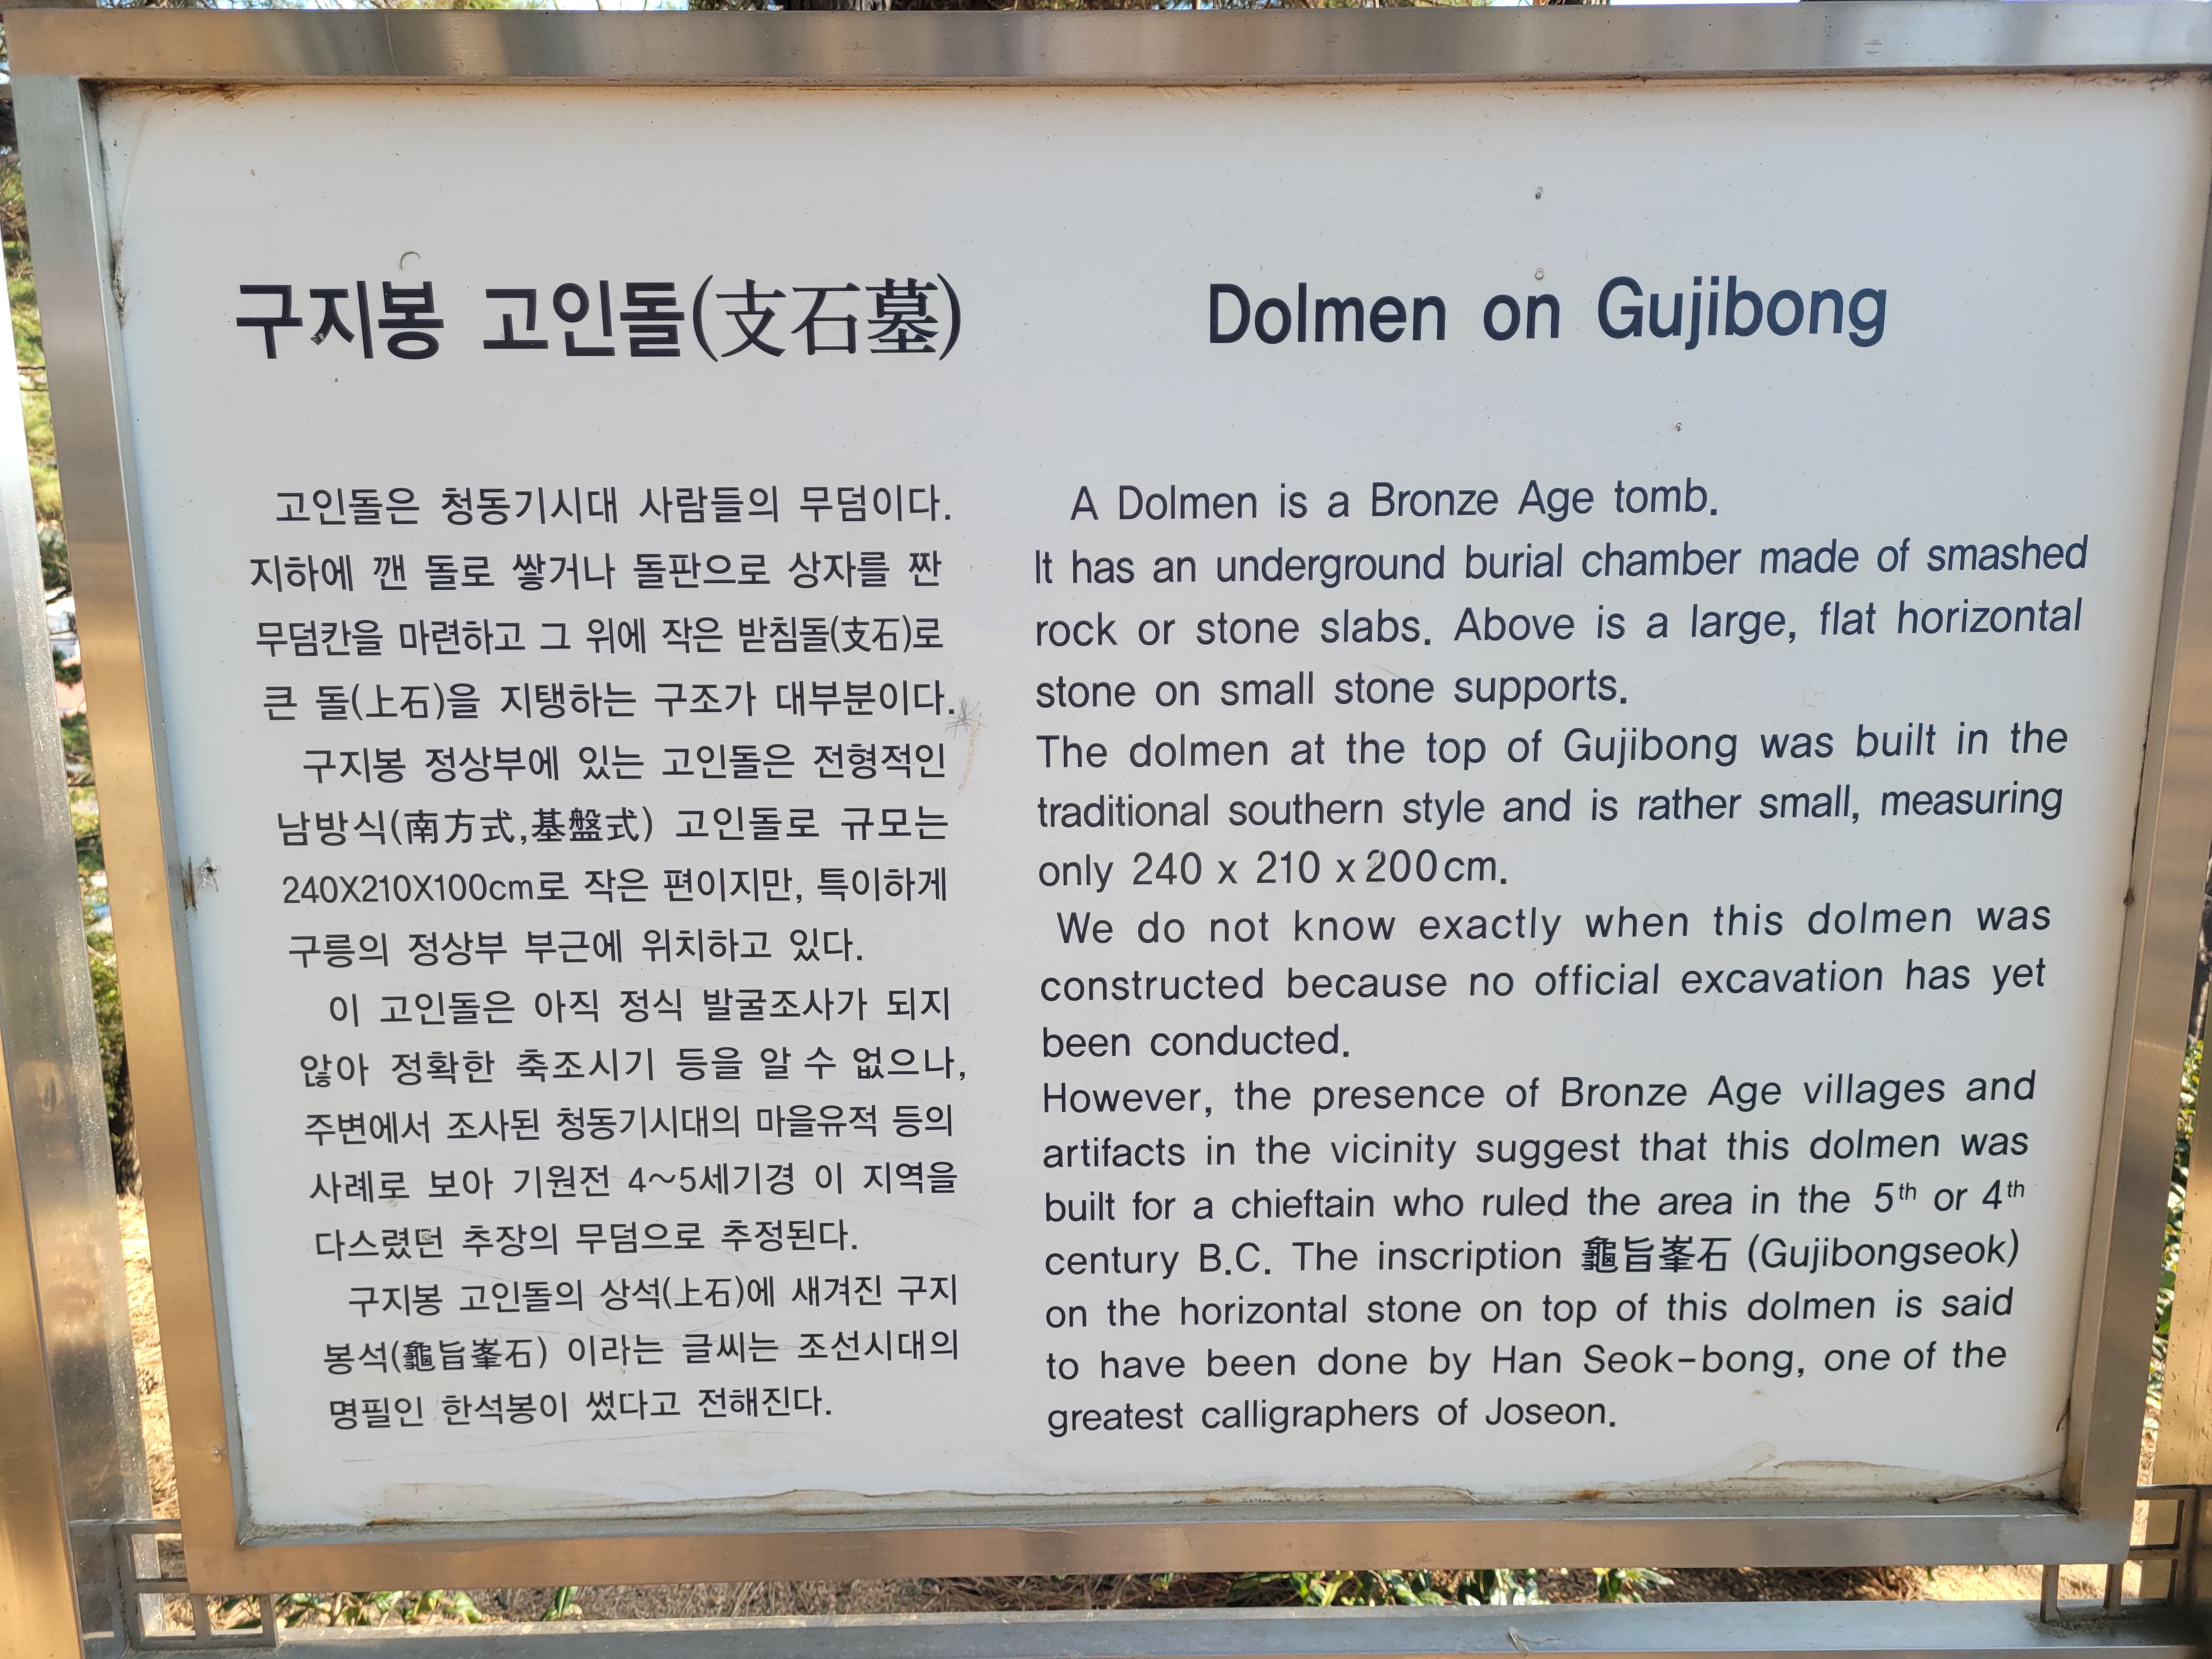 구지봉 고인돌(支石墓)
고인돌은 청동기시대 사람들의 무덤이다.
지하에 깬 돌로 쌓거나 돌판으로 상자를 짠
무덤칸을 마련하고 그 위에 작은 받침돌(支石)로
큰 돌(上石)을 지탱하는 구조가 대부분이다.
구지봉 정상부에 있는 고인돌은 전형적인
남방식(南方式,基盤式) 고인돌로 규모는
240X210X100cm로 작은 편이지만, 특이하게
구릉의 정상부 부근에 위치하고 있다.
이 고인돌은 아직 정식 발굴조사가 되지
않아 정확한 축조시기 등을 알 수 없으나,
주변에서 조사된 청동기시대의 마을유적 등의
사례로 보아 기원전 4～5세기경 이 지역을
다스렸던 추장의 무덤으로 추정된다.
구지봉 고인돌의 상석(上石)에 새겨진 구지
봉석(龜旨峯石) 이라는 글씨는 조선시대의
명필인 한석봉이 썼다고 전해진다.
Dolmen on Gujibong
A Dolmen is a Bronze Age tomb.
It has an underground burial chamber made of smashed
rock or stone slabs. Above is a large, flat horizontal
stone on small stone supports.
The dolmen at the top of Gujibong was built in the
traditional southern style and is rather small, measuring
only 240 x 210 x 200cm.
We do not know exactly when this dolmen was
constructed because no official excavation has yet
been conducted.
However, the presence of Bronze Age villages and
artifacts in the vicinity suggest that this dolmen was
built for a chieftain who ruled the area in the 5th or 4th
century B.C. The inscription 龜旨峯石 (Gujibongseok)
on the horizontal stone on top of this dolmen is said
to have been done by Han Seok-bong, one of the
greatest calligraphers of Joseon.